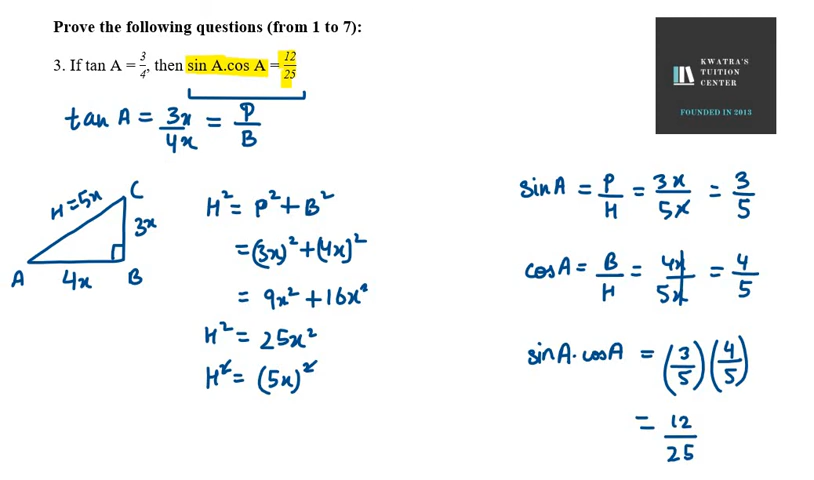 Prove the following questions (from 1 to 7):
3. If tan A = 3/4, then sin A.cos A = 12/25
KWATRA'S
TUITION
CENTER
FOUNDED IN 2013
tan A = 3x/4x = P/B
H=5x
C
3x
A
4x
B
H² = P² + B²
= (3x)² + (4x)²
= 9x² + 16x²
H² = 25x²
H² = (5x)²
sin A = P/H = 3x/5x = 3/5
cos A = B/H = 4x/5x = 4/5
sin A · cos A = (3/5)(4/5)
= 12/25